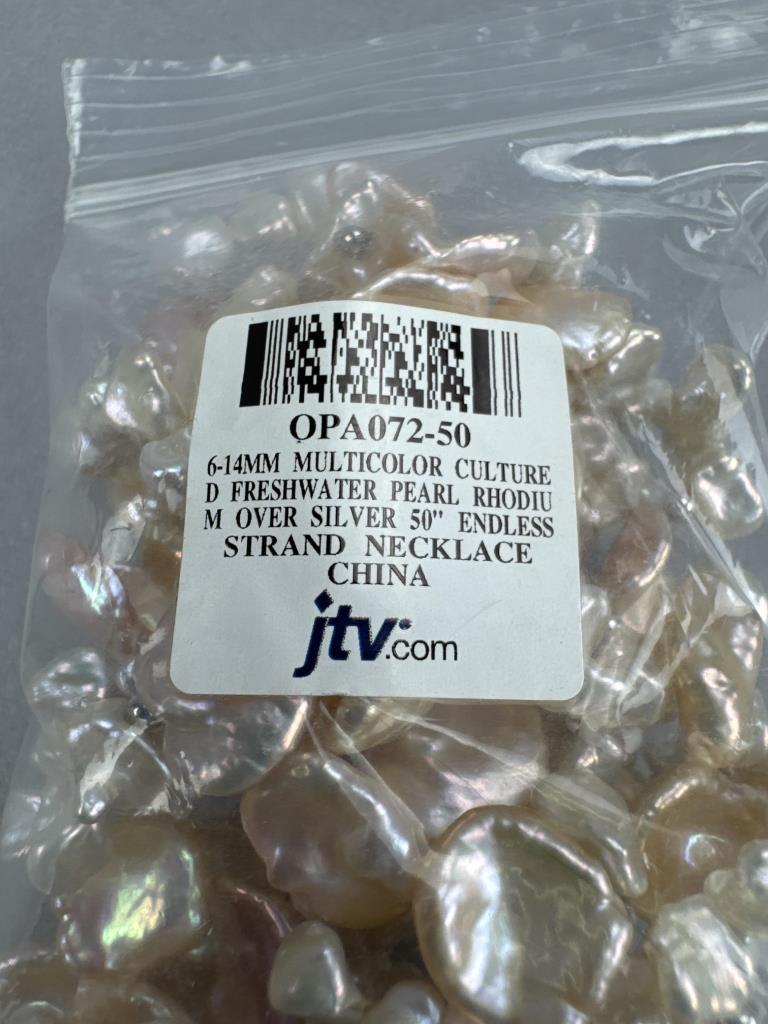 OPA072-50
6-14MM MULTICOLOR CULTURE
D FRESHWATER PEARL RHODIU
M OVER SILVER 50" ENDLESS
STRAND NECKLACE
CHINA
jtv.com